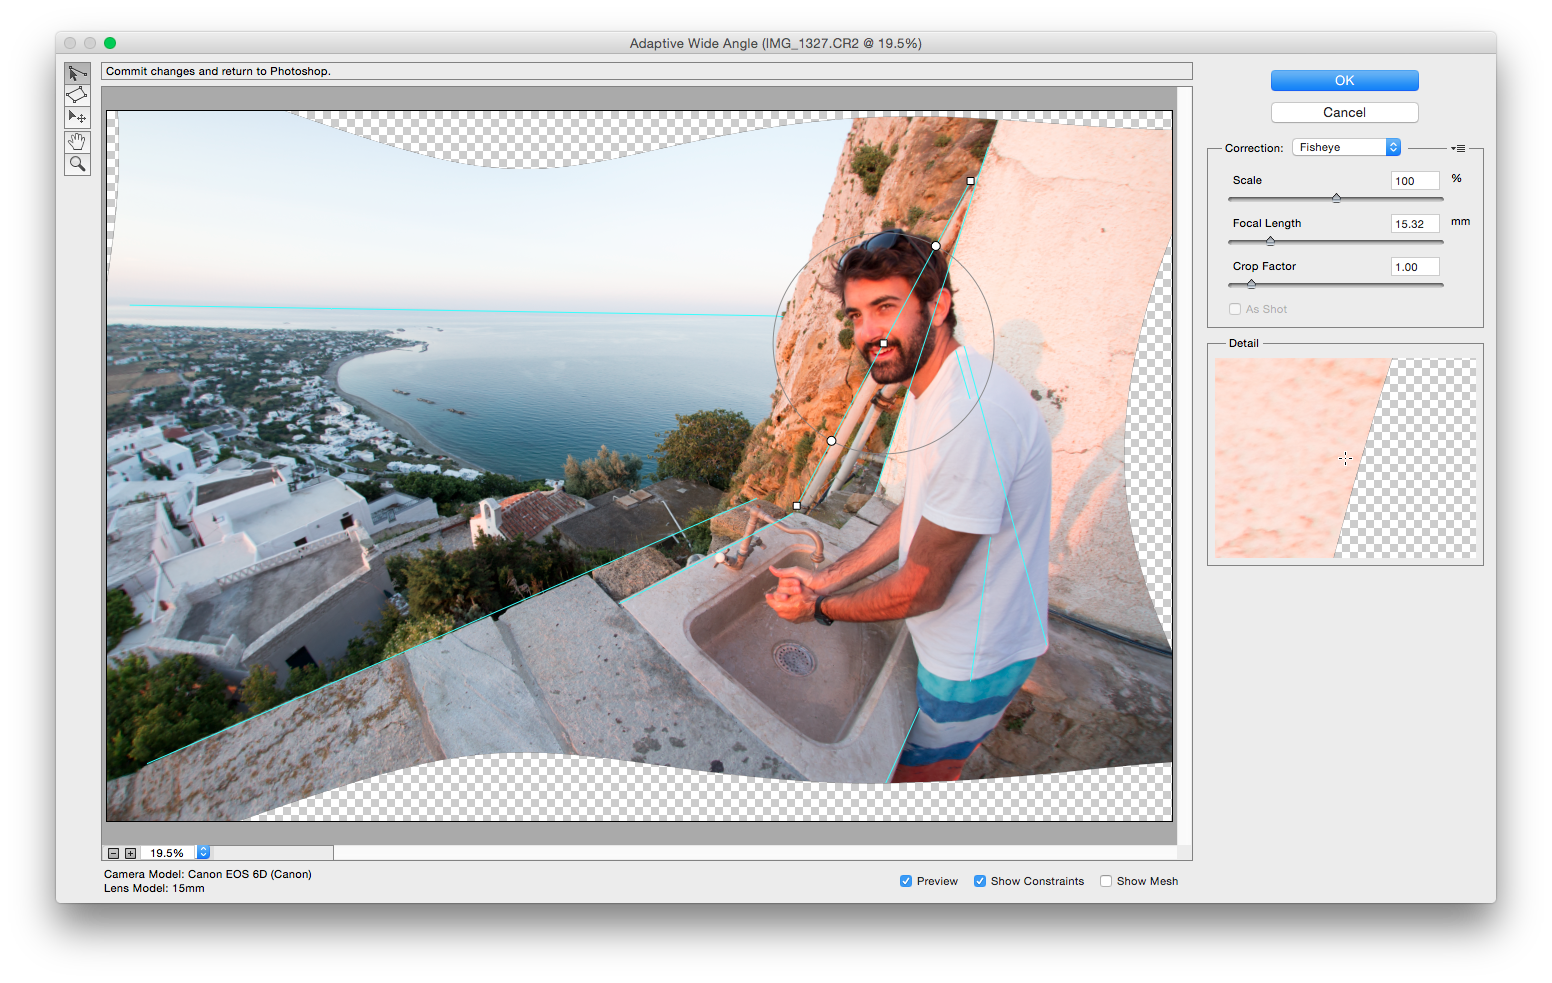 Adaptive Wide Angle (IMG_1327.CR2 @ 19.5%)
Commit changes and return to Photoshop.
OK
Cancel
Correction: Fisheye
Scale 100 %
Focal Length 15.32 mm
Crop Factor 1.00
As Shot
Detail
19.5%
Camera Model: Canon EOS 6D (Canon)
Lens Model: 15mm
Preview Show Constraints Show Mesh